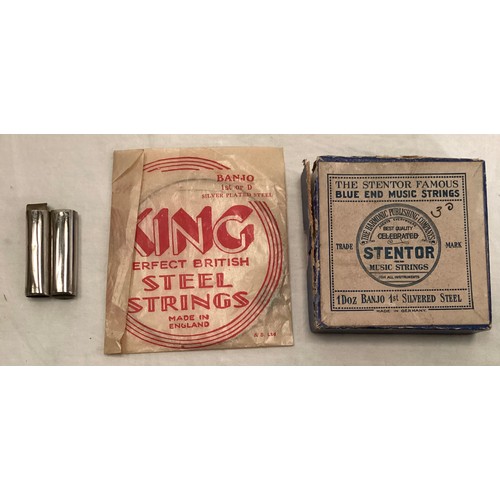 BANJO
1st or D
SILVER PLATED STEEL
KING
PERFECT BRITISH
STEEL
STRINGS
MADE IN
ENGLAND
THE STENTOR FAMOUS
BLUE END MUSIC STRINGS
3D
THE HARMONIC PUBLISHING COMPANY'S
BEST QUALITY
CELEBRATED
TRADE MARK
STENTOR
MUSIC STRINGS
FOR ALL INSTRUMENTS
1 Doz BANJO 1st SILVERED STEEL
MADE IN GERMANY